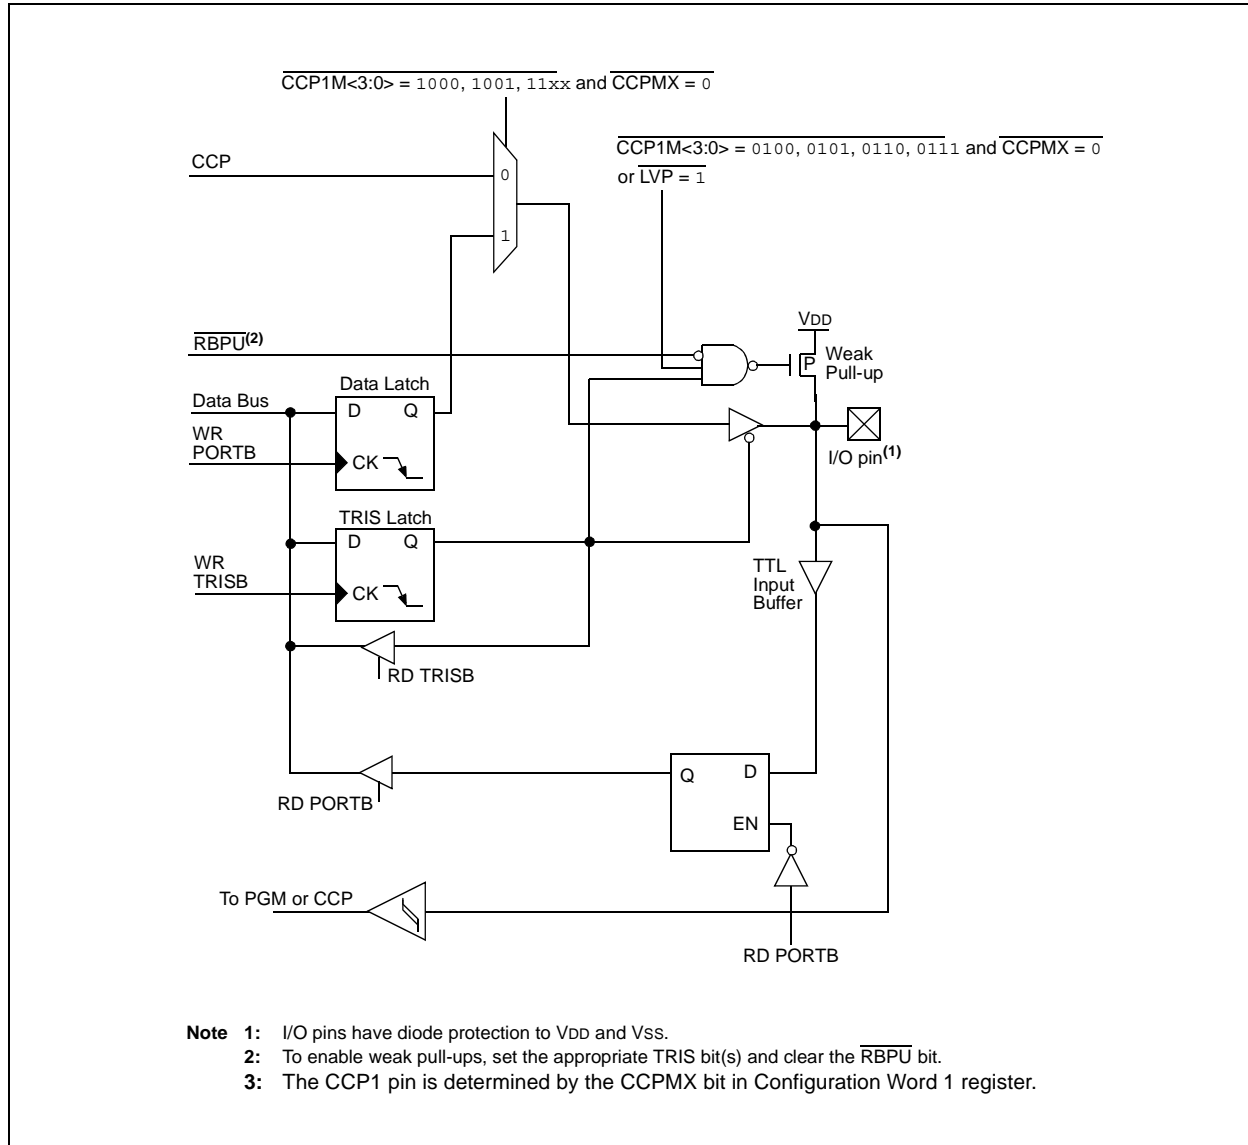 CCP1M<3:0> = 1000, 1001, 11xx and CCPMX = 0
CCP1M<3:0> = 0100, 0101, 0110, 0111 and CCPMX = 0
or LVP = 1
CCP
0
1
RBPU(2)
VDD
P
Weak
Pull-up
Data Bus
Data Latch
D Q
WR
PORTB
CK
I/O pin(1)
TRIS Latch
D Q
WR
TRISB
CK
TTL
Input
Buffer
RD TRISB
Q D
EN
RD PORTB
To PGM or CCP
RD PORTB
Note 1: I/O pins have diode protection to VDD and VSS.
2: To enable weak pull-ups, set the appropriate TRIS bit(s) and clear the RBPU bit.
3: The CCP1 pin is determined by the CCPMX bit in Configuration Word 1 register.